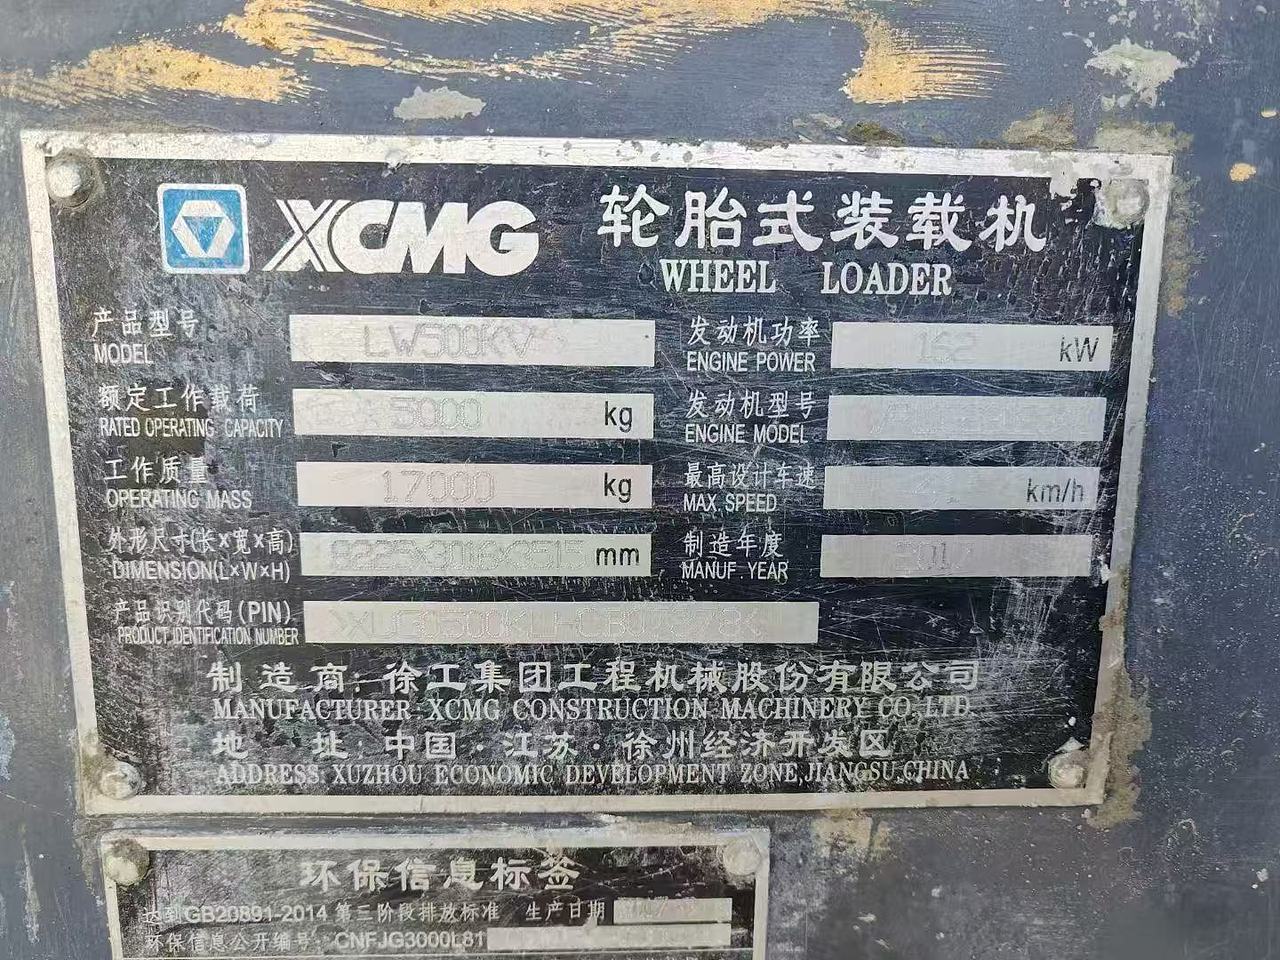 XCMG 轮胎式装载机
WHEEL LOADER
产品型号 LW500KV 发动机功率 162 kW
MODEL ENGINE POWER
额定工作载荷 5000 kg 发动机型号
RATED OPERATING CAPACITY ENGINE MODEL
工作质量 17000 kg 最高设计车速 km/h
OPERATING MASS MAX. SPEED
外形尺寸(长×宽×高) 8225×3016×3515 mm 制造年度 2017
DIMENSION(L×W×H) MANUF. YEAR
产品识别代码(PIN)
PRODUCT IDENTIFICATION NUMBER
制造商: 徐工集团工程机械股份有限公司
MANUFACTURER: XCMG CONSTRUCTION MACHINERY CO., LTD.
地 址: 中国·江苏·徐州经济开发区
ADDRESS: XUZHOU ECONOMIC DEVELOPMENT ZONE, JIANGSU, CHINA
环保信息标签
达到GB20891-2014 第三阶段排放标准 生产日期
环保信息公开编号: CNFJG3000L81